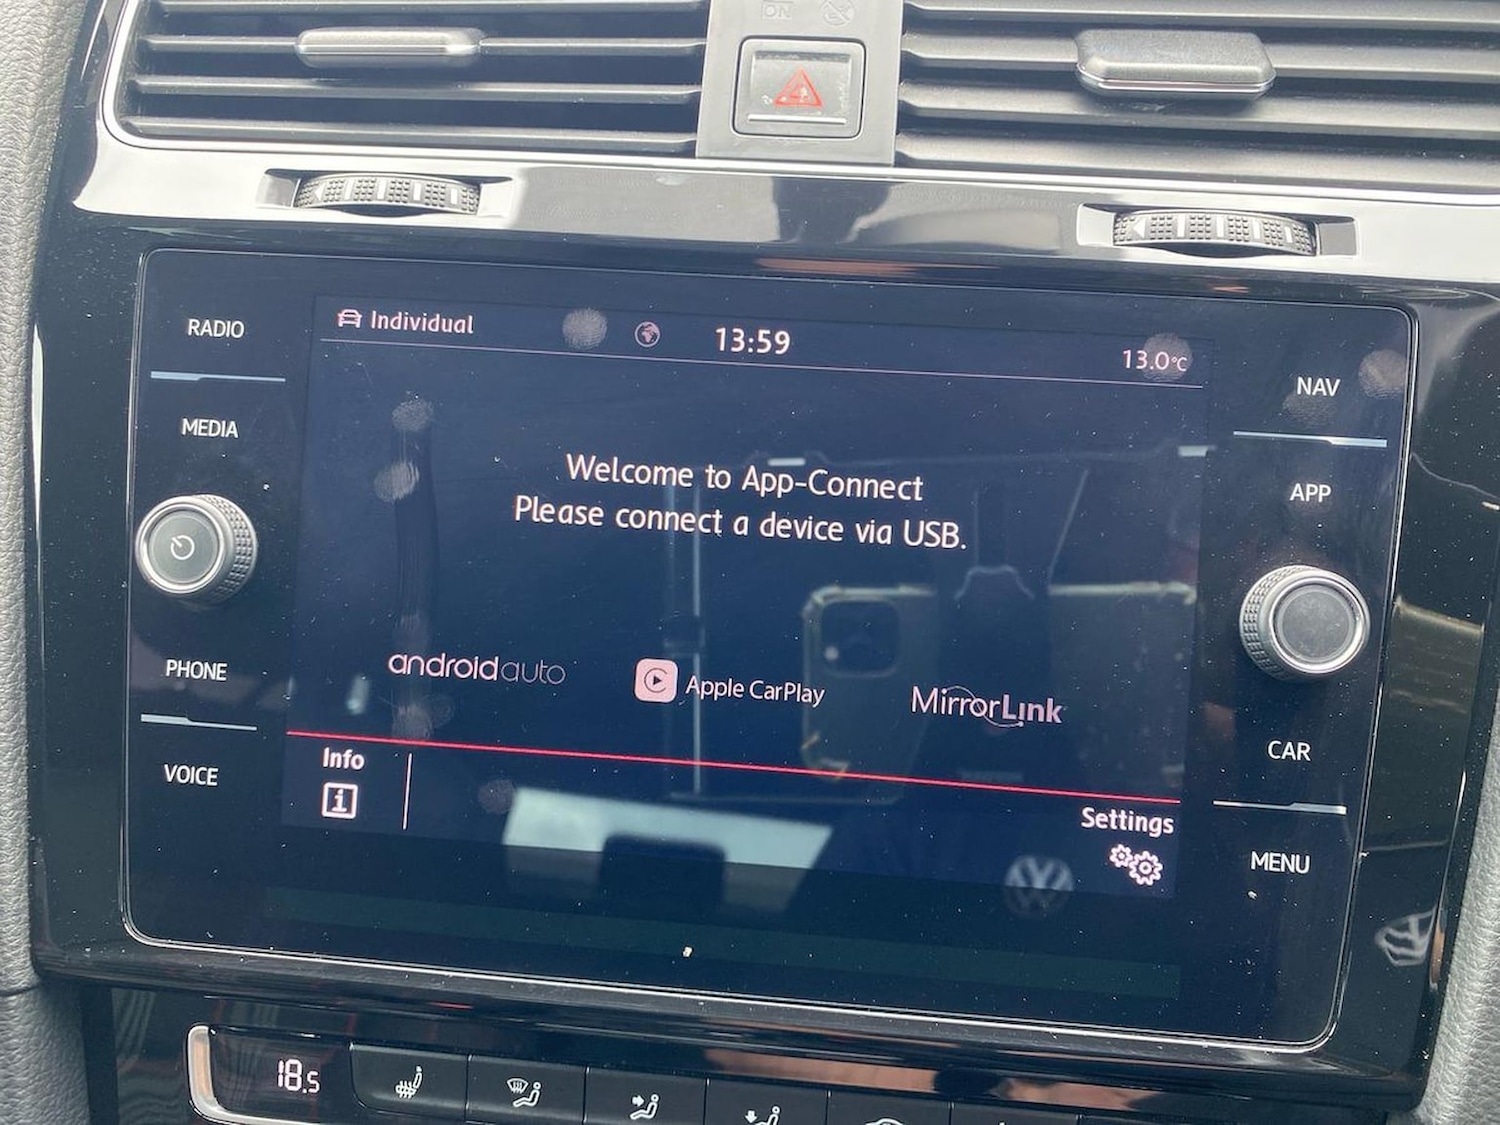 ON
RADIO
MEDIA
PHONE
VOICE
Individual
13:59
13.0°C
Welcome to App-Connect
Please connect a device via USB.
androidauto
Apple CarPlay
MirrorLink
Info
i
Settings
NAV
APP
CAR
MENU
18.5